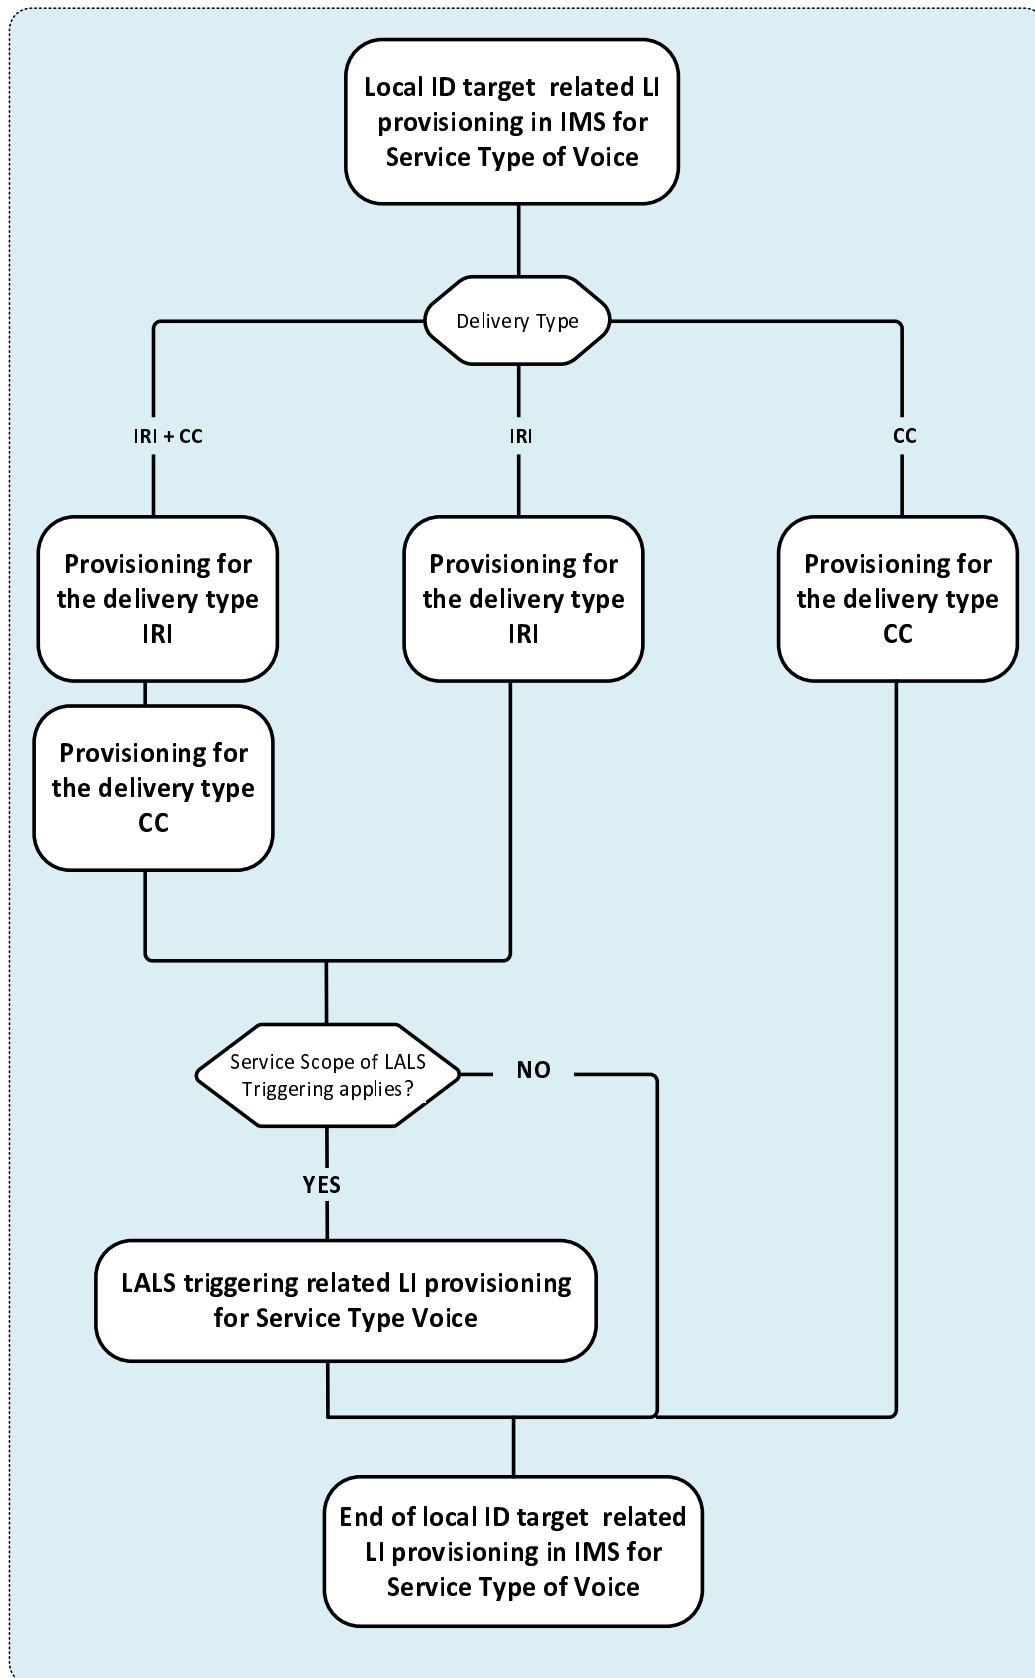 Local ID target related LI
provisioning in IMS for
Service Type of Voice
Delivery Type
IRI + CC
IRI
CC
Provisioning for
the delivery type
IRI
Provisioning for
the delivery type
IRI
Provisioning for
the delivery type
CC
Provisioning for
the delivery type
CC
Service Scope of LALS
Triggering applies?
NO
YES
LALS triggering related LI provisioning
for Service Type Voice
End of local ID target related
LI provisioning in IMS for
Service Type of Voice